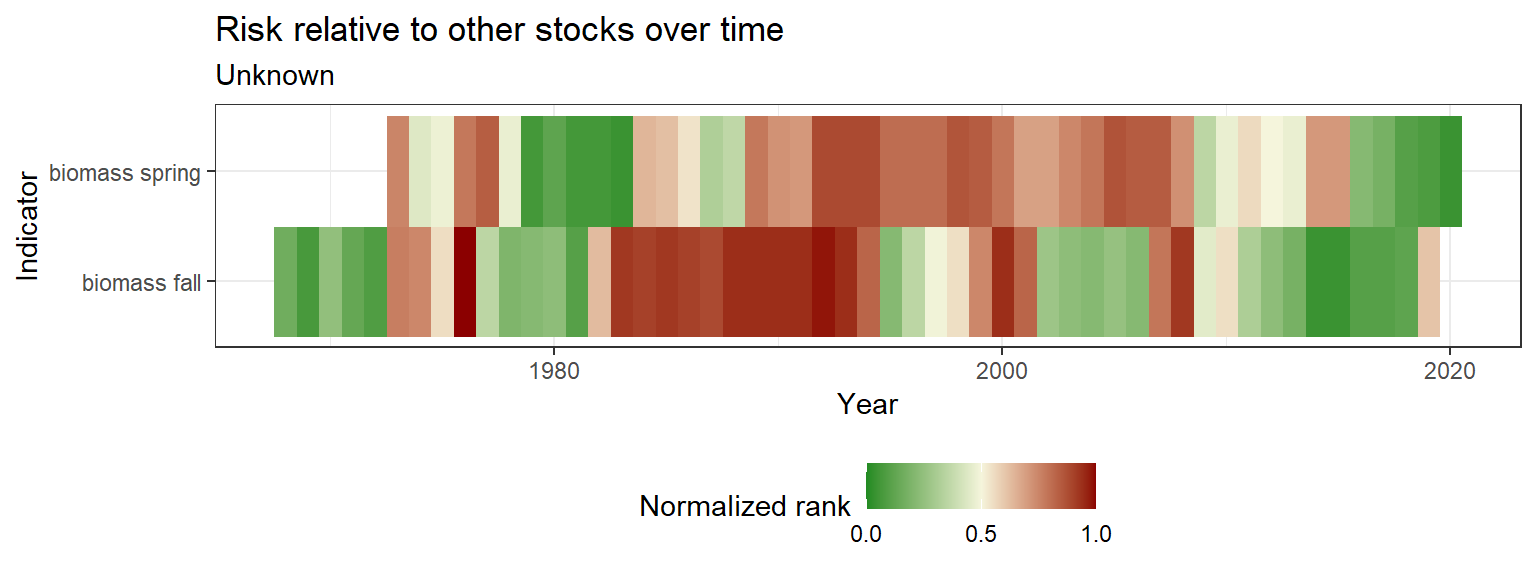 Risk relative to other stocks over time
Unknown
Indicator
biomass spring
biomass fall
1980 2000 2020
Year
Normalized rank
0.0 0.5 1.0